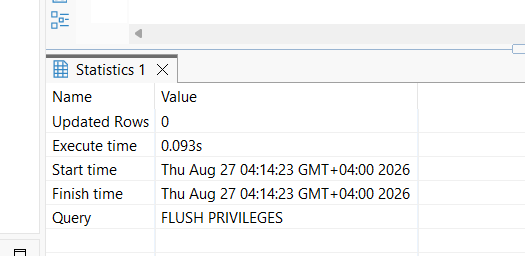 Statistics 1
Name Value
Updated Rows 0
Execute time 0.093s
Start time Thu Aug 27 04:14:23 GMT+04:00 2026
Finish time Thu Aug 27 04:14:23 GMT+04:00 2026
Query FLUSH PRIVILEGES